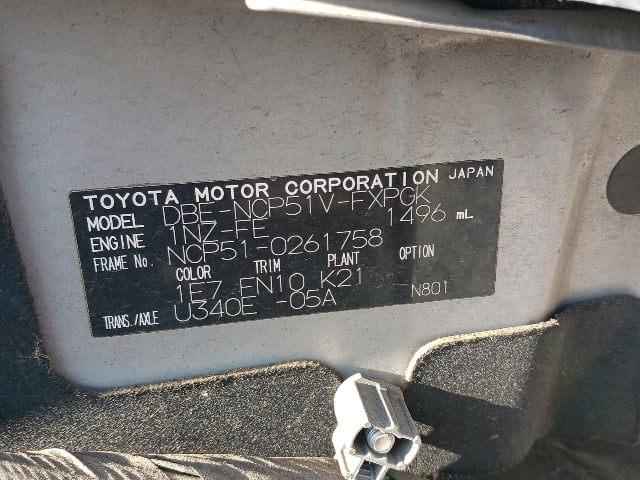 TOYOTA MOTOR CORPORATION JAPAN
MODEL DBE-NCP51V-FXPGK
ENGINE 1NZ-FE 1496 mL
FRAME No. NCP51-0261758
COLOR TRIM PLANT OPTION
1E7 FN10 K21
TRANS./AXLE U340E -05A N801